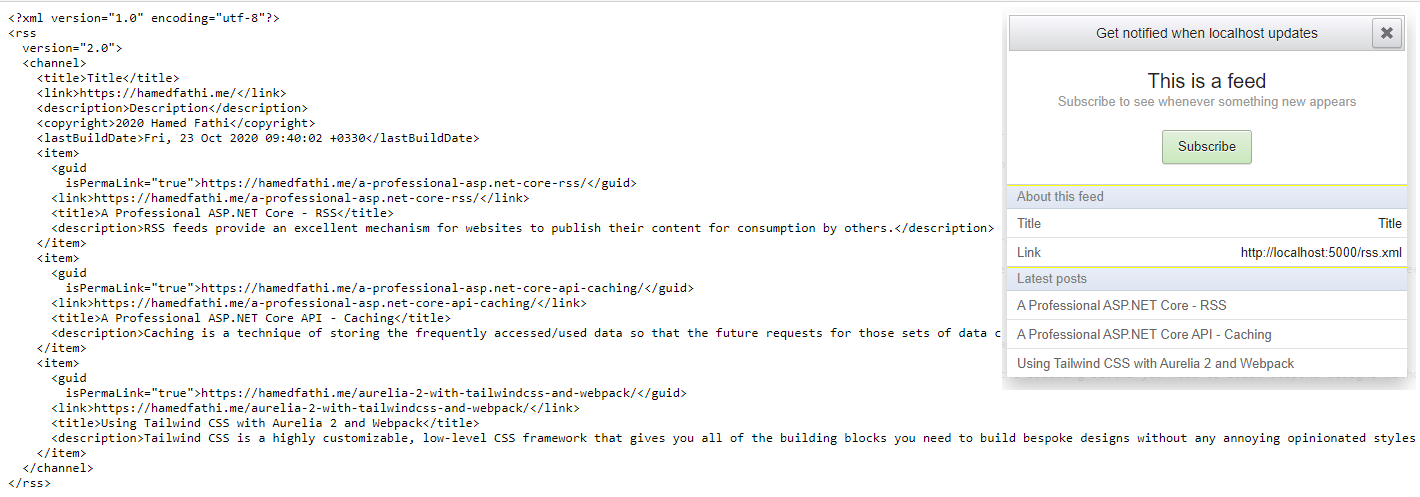 <?xml version="1.0" encoding="utf-8"?>
<rss
version="2.0">
<channel>
<title>Title</title>
<link>https://hamedfathi.me/</link>
<description>Description</description>
<copyright>2020 Hamed Fathi</copyright>
<lastBuildDate>Fri, 23 Oct 2020 09:40:02 +0330</lastBuildDate>
<item>
<guid
isPermaLink="true">https://hamedfathi.me/a-professional-asp.net-core-rss/</guid>
<link>https://hamedfathi.me/a-professional-asp.net-core-rss/</link>
<title>A Professional ASP.NET Core - RSS</title>
<description>RSS feeds provide an excellent mechanism for websites to publish their content for consumption by others.</description>
</item>
<item>
<guid
isPermaLink="true">https://hamedfathi.me/a-professional-asp.net-core-api-caching/</guid>
<link>https://hamedfathi.me/a-professional-asp.net-core-api-caching/</link>
<title>A Professional ASP.NET Core API - Caching</title>
<description>Caching is a technique of storing the frequently accessed/used data so that the future requests for those sets of data c
</item>
<item>
<guid
isPermaLink="true">https://hamedfathi.me/aurelia-2-with-tailwindcss-and-webpack/</guid>
<link>https://hamedfathi.me/aurelia-2-with-tailwindcss-and-webpack/</link>
<title>Using Tailwind CSS with Aurelia 2 and Webpack</title>
<description>Tailwind CSS is a highly customizable, low-level CSS framework that gives you all of the building blocks you need to build bespoke designs without any annoying opinionated styles
</item>
</channel>
</rss>
Get notified when localhost updates
This is a feed
Subscribe to see whenever something new appears
Subscribe
About this feed
Title Title
Link http://localhost:5000/rss.xml
Latest posts
A Professional ASP.NET Core - RSS
A Professional ASP.NET Core API - Caching
Using Tailwind CSS with Aurelia 2 and Webpack